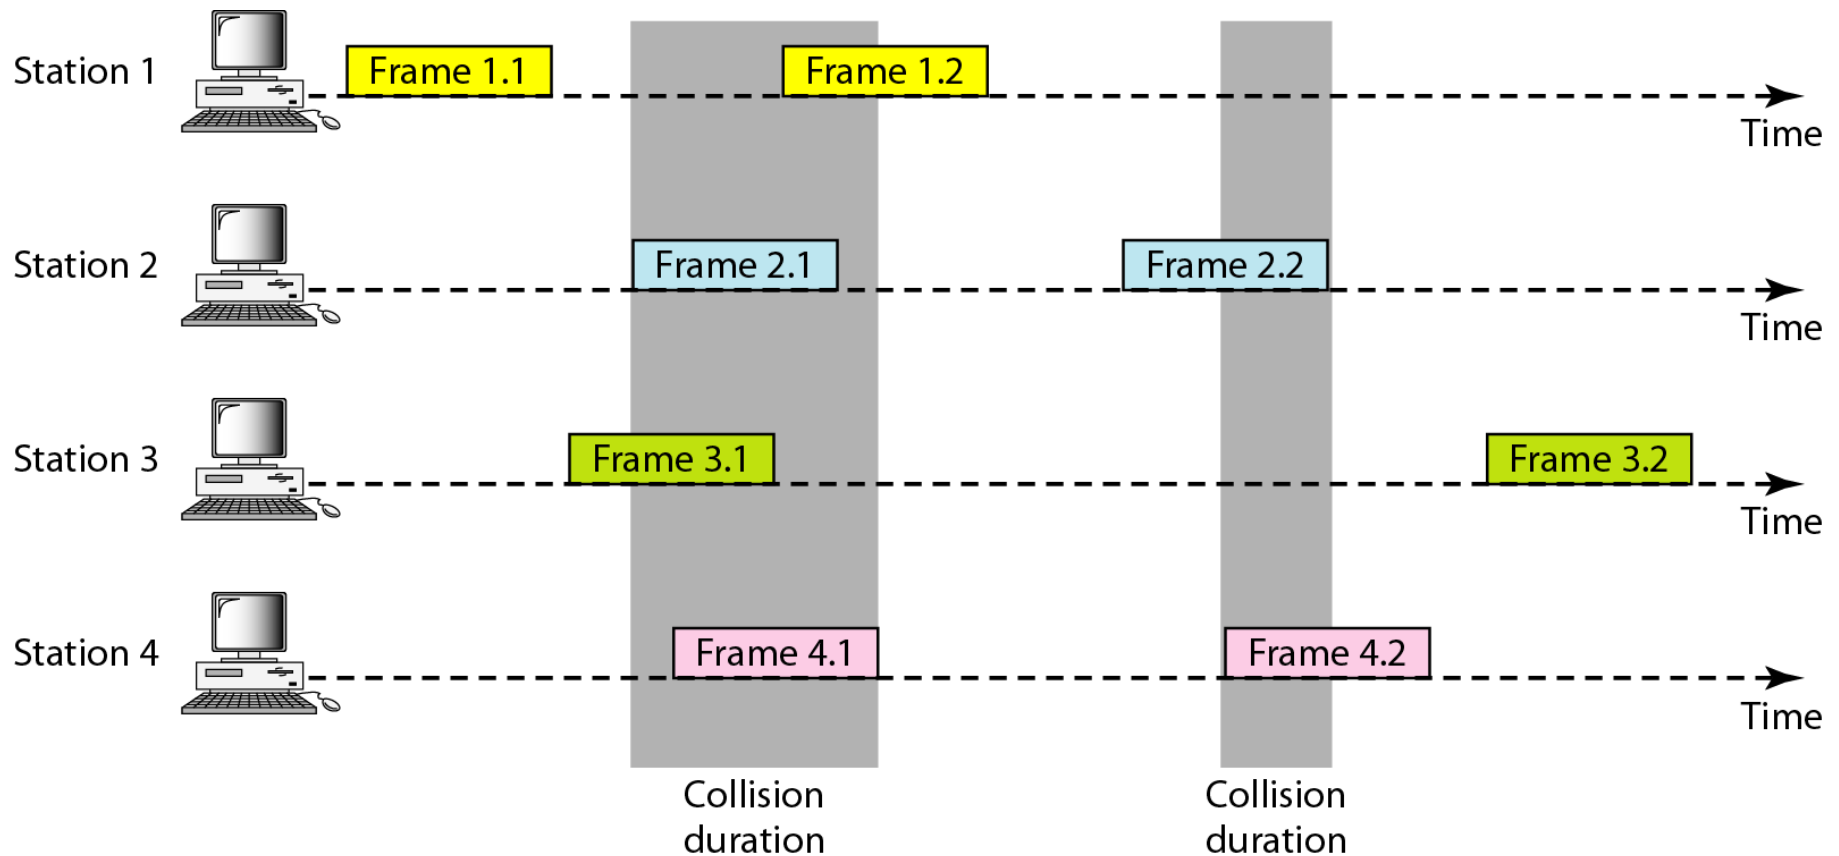 Station 1
Frame 1.1
Frame 1.2
Time
Station 2
Frame 2.1
Frame 2.2
Time
Station 3
Frame 3.1
Frame 3.2
Time
Station 4
Frame 4.1
Frame 4.2
Time
Collision
duration
Collision
duration